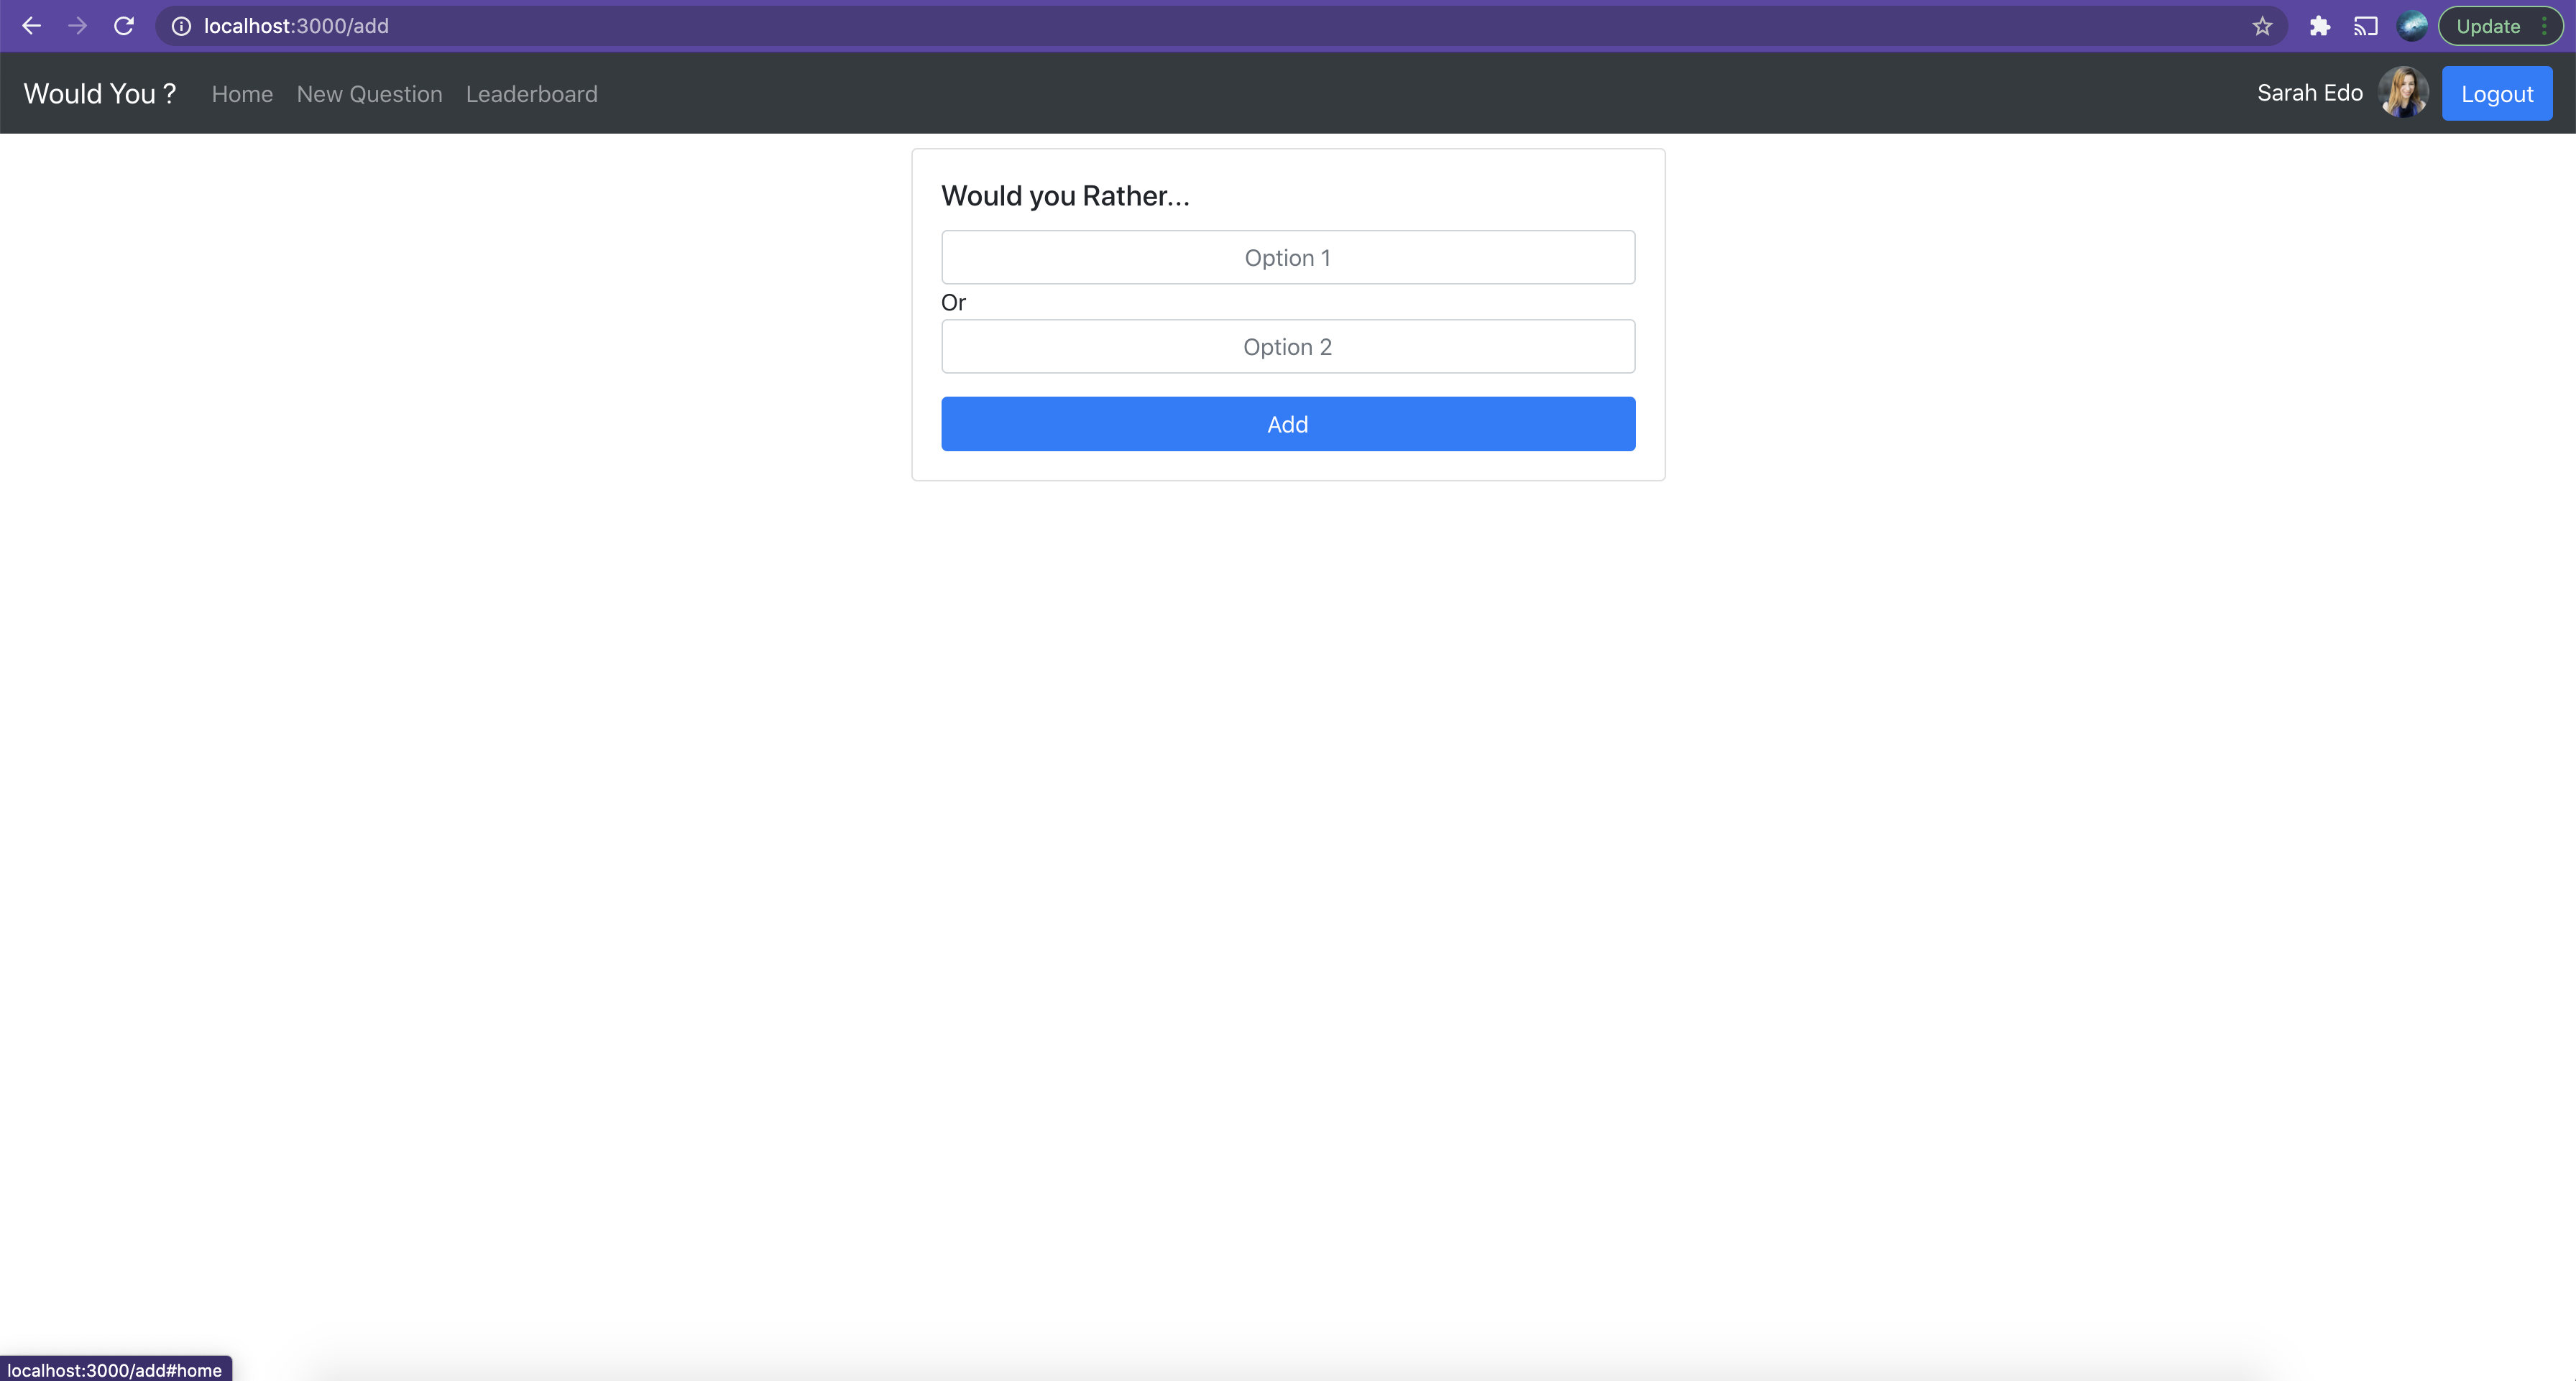 localhost:3000/add
Update
Would You ?
Home
New Question
Leaderboard
Sarah Edo
Logout
Would you Rather...
Option 1
Or
Option 2
Add
localhost:3000/add#home